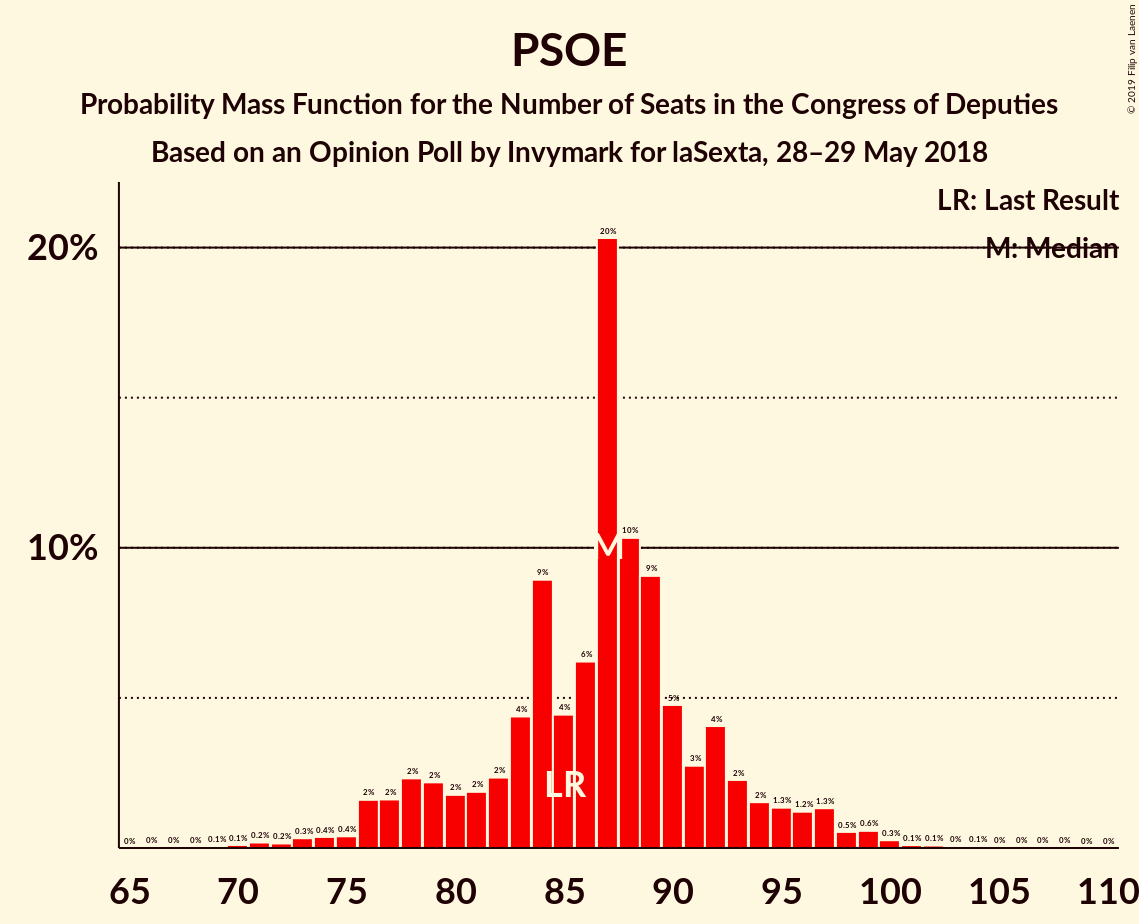 PSOE
Probability Mass Function for the Number of Seats in the Congress of Deputies
Based on an Opinion Poll by Invymark for laSexta, 28–29 May 2018
© 2019 Filip van Laenen
LR: Last Result
M: Median
20%
10%
0% 0% 0% 0% 0.1% 0.1% 0.2% 0.2% 0.3% 0.4% 0.4% 2% 2% 2% 2% 2% 2% 2% 4% 9% 4% 6% 20% 10% 9% 5% 3% 4% 2% 2% 1.3% 1.2% 1.3% 0.5% 0.6% 0.3% 0.1% 0.1% 0% 0.1% 0% 0% 0% 0% 0% 0%
M
LR
65 70 75 80 85 90 95 100 105 110